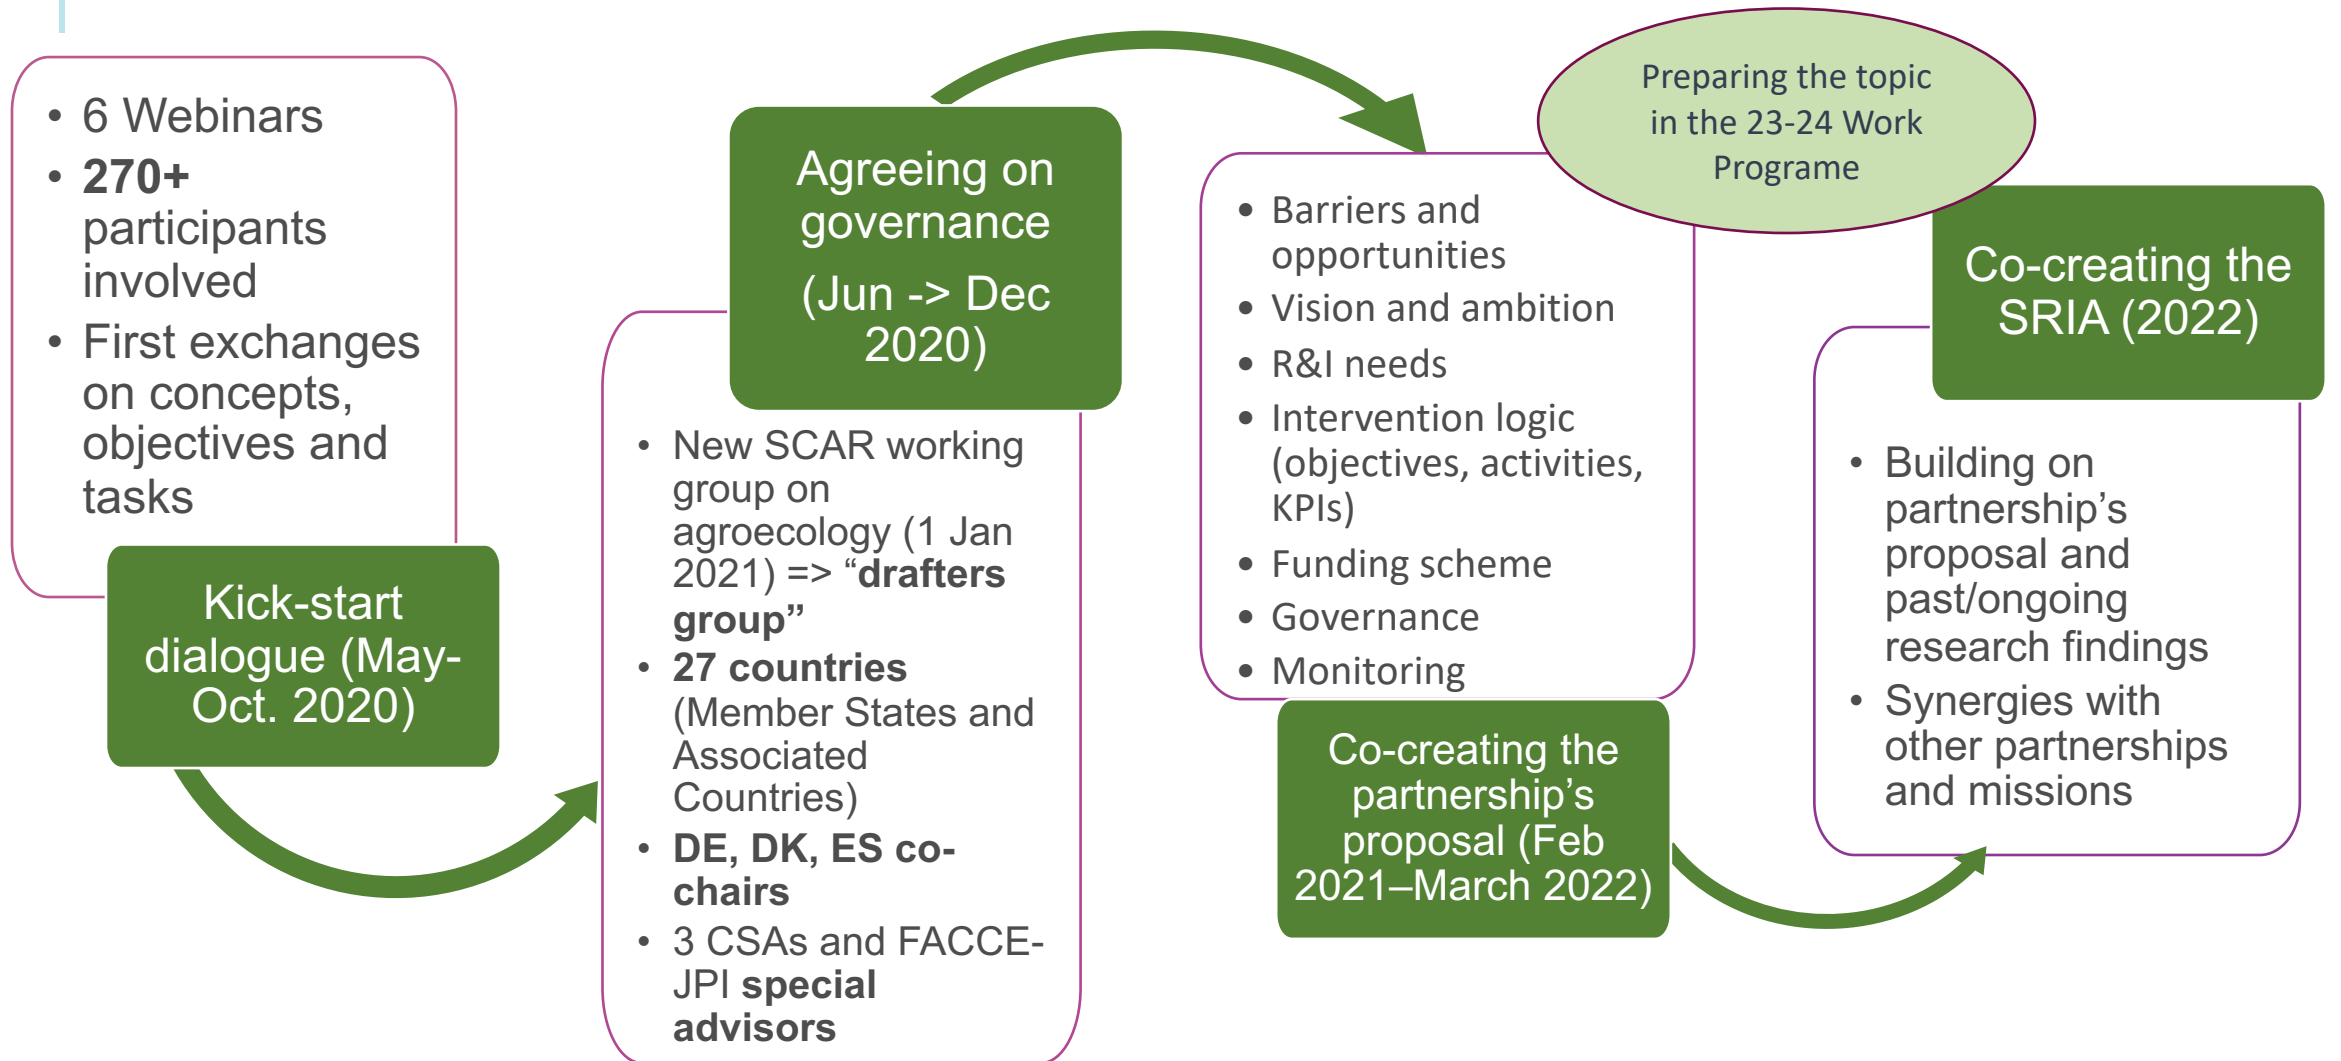 • 6 Webinars
• 270+
participants
involved
• First exchanges
on concepts,
objectives and
tasks
Kick-start
dialogue (May-
Oct. 2020)
Agreeing on
governance
(Jun -> Dec
2020)
• New SCAR working
group on
agroecology (1 Jan
2021) => “drafters
group”
• 27 countries
(Member States and
Associated
Countries)
• DE, DK, ES co-
chairs
• 3 CSAs and FACCE-
JPI special
advisors
• Barriers and
opportunities
• Vision and ambition
• R&I needs
• Intervention logic
(objectives, activities,
KPIs)
• Funding scheme
• Governance
• Monitoring
Co-creating the
partnership’s
proposal (Feb
2021–March 2022)
Preparing the topic
in the 23-24 Work
Programe
Co-creating the
SRIA (2022)
• Building on
partnership’s
proposal and
past/ongoing
research findings
• Synergies with
other partnerships
and missions